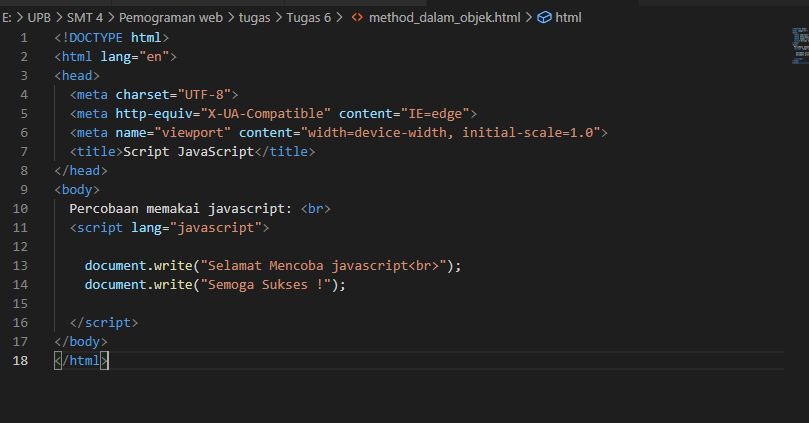 E: > UPB > SMT 4 > Pemograman web > tugas > Tugas 6 > <> method_dalam_objek.html > html
1 <!DOCTYPE html>
2 <html lang="en">
3 <head>
4 <meta charset="UTF-8">
5 <meta http-equiv="X-UA-Compatible" content="IE=edge">
6 <meta name="viewport" content="width=device-width, initial-scale=1.0">
7 <title>Script JavaScript</title>
8 </head>
9 <body>
10 Percobaan memakai javascript: <br>
11 <script lang="javascript">
12
13 document.write("Selamat Mencoba javascript<br>");
14 document.write("Semoga Sukses !");
15
16 </script>
17 </body>
18 </html>